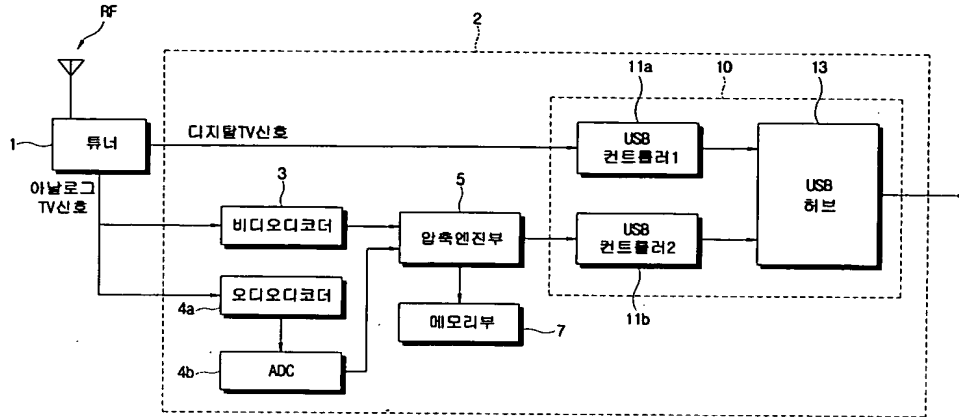 RF
2
10
11a
13
1
튜너
디지탈TV신호
USB
컨트롤러1
USB
허브
아날로그
TV신호
3
비디오디코더
5
압축엔진부
USB
컨트롤러2
11b
오디오디코더
4a
메모리부
7
4b
ADC